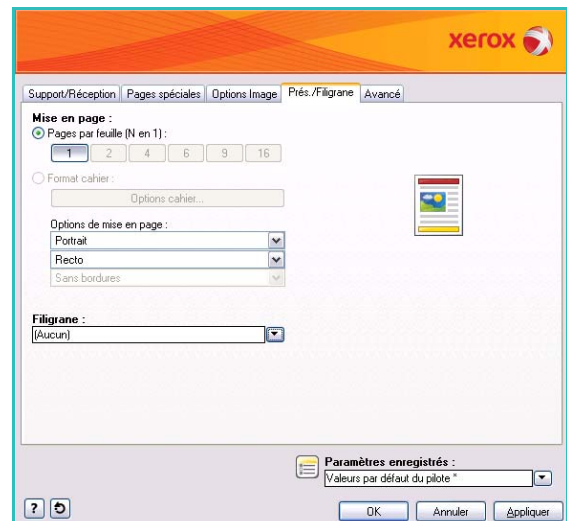 xerox
Support/Réception Pages spéciales Options Image Prés./Filigrane Avancé
Mise en page :
Pages par feuille (N en 1) :
1 2 4 6 9 16
Format cahier :
Options cahier...
Options de mise en page :
Portrait
Recto
Sans bordures
Filigrane :
(Aucun)
Paramètres enregistrés :
Valeurs par défaut du pilote *
? OK Annuler Appliquer